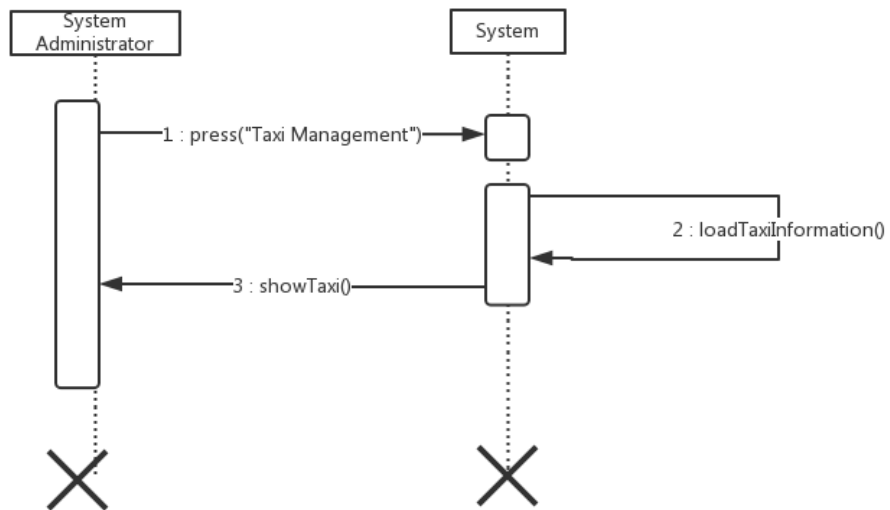 System
Administrator
System
1 : press("Taxi Management")
2 : loadTaxiInformation()
3 : showTaxi()